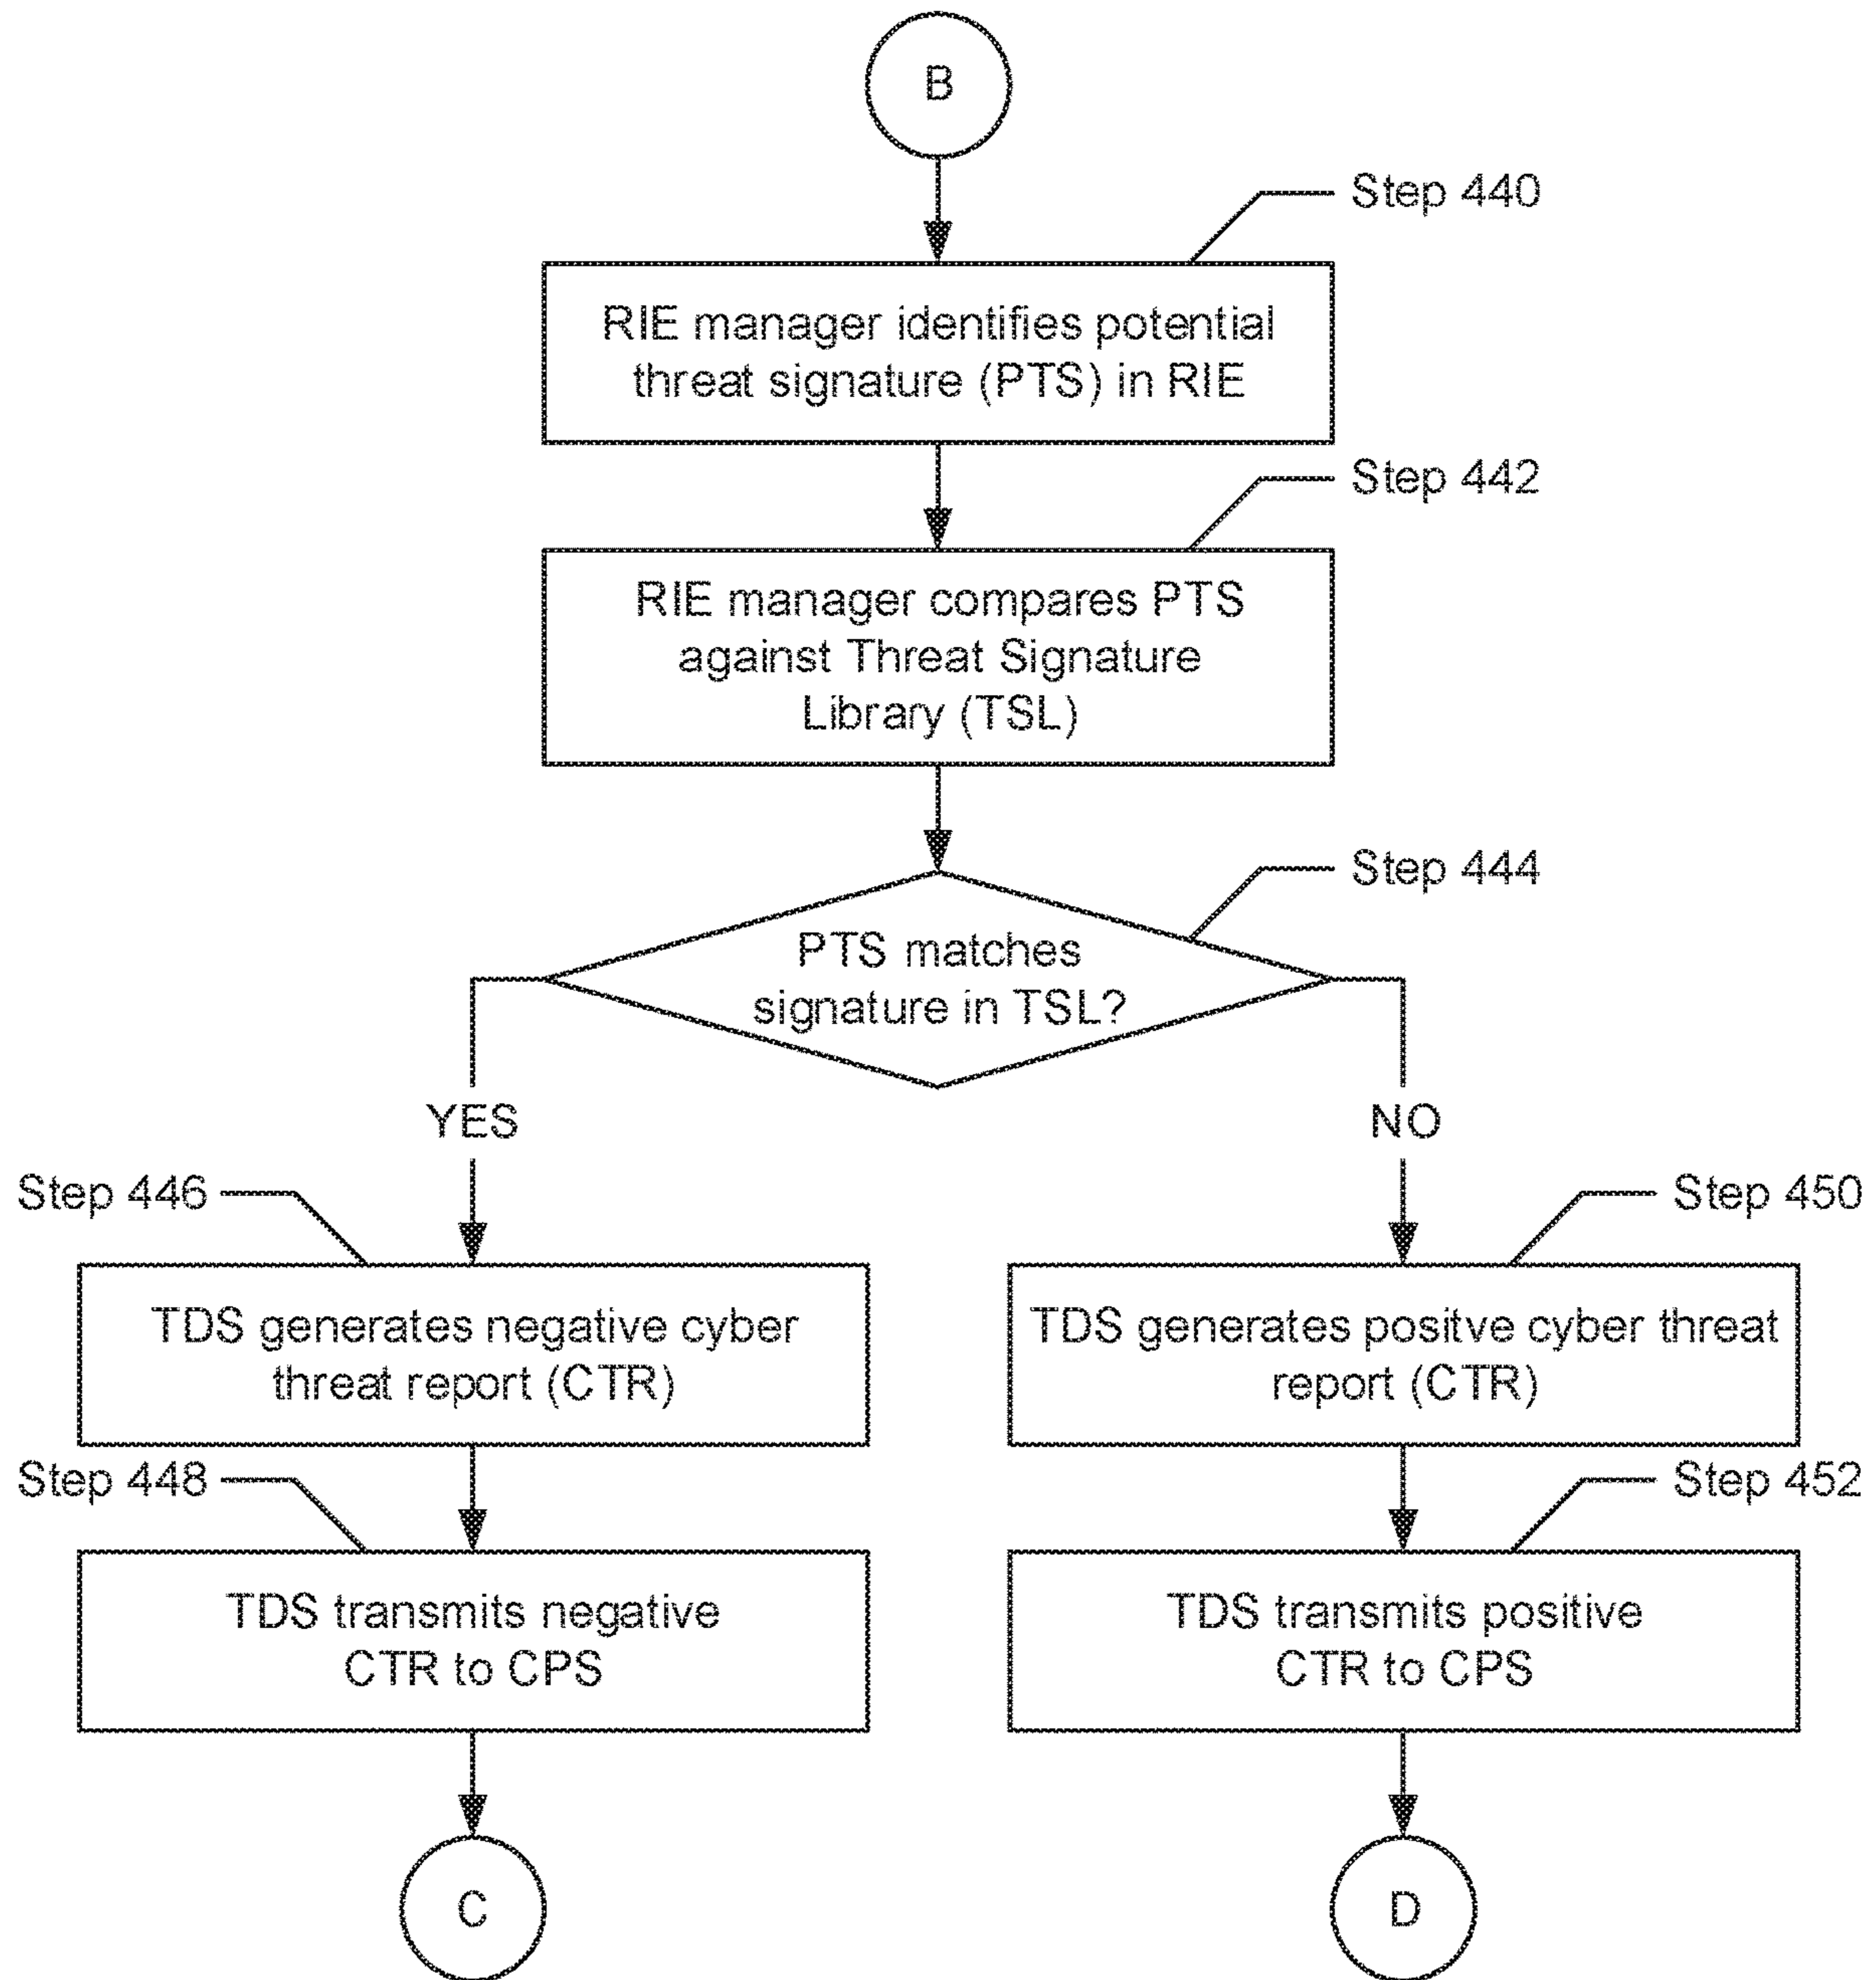 B
Step 440
RIE manager identifies potential
threat signature (PTS) in RIE
Step 442
RIE manager compares PTS
against Threat Signature
Library (TSL)
Step 444
PTS matches
signature in TSL?
YES
NO
Step 446
Step 450
TDS generates negative cyber
threat report (CTR)
TDS generates positve cyber threat
report (CTR)
Step 448
Step 452
TDS transmits negative
CTR to CPS
TDS transmits positive
CTR to CPS
C
D